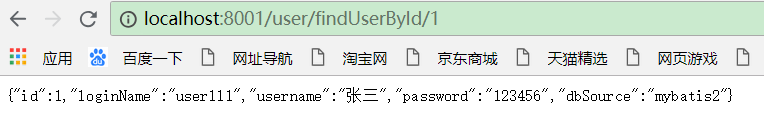 localhost:8001/user/findUserById/1
应用 百度一下 网址导航 淘宝网 京东商城 天猫精选 网页游戏
{"id":1,"loginName":"user111","username":"张三","password":"123456","dbSource":"mybatis2"}